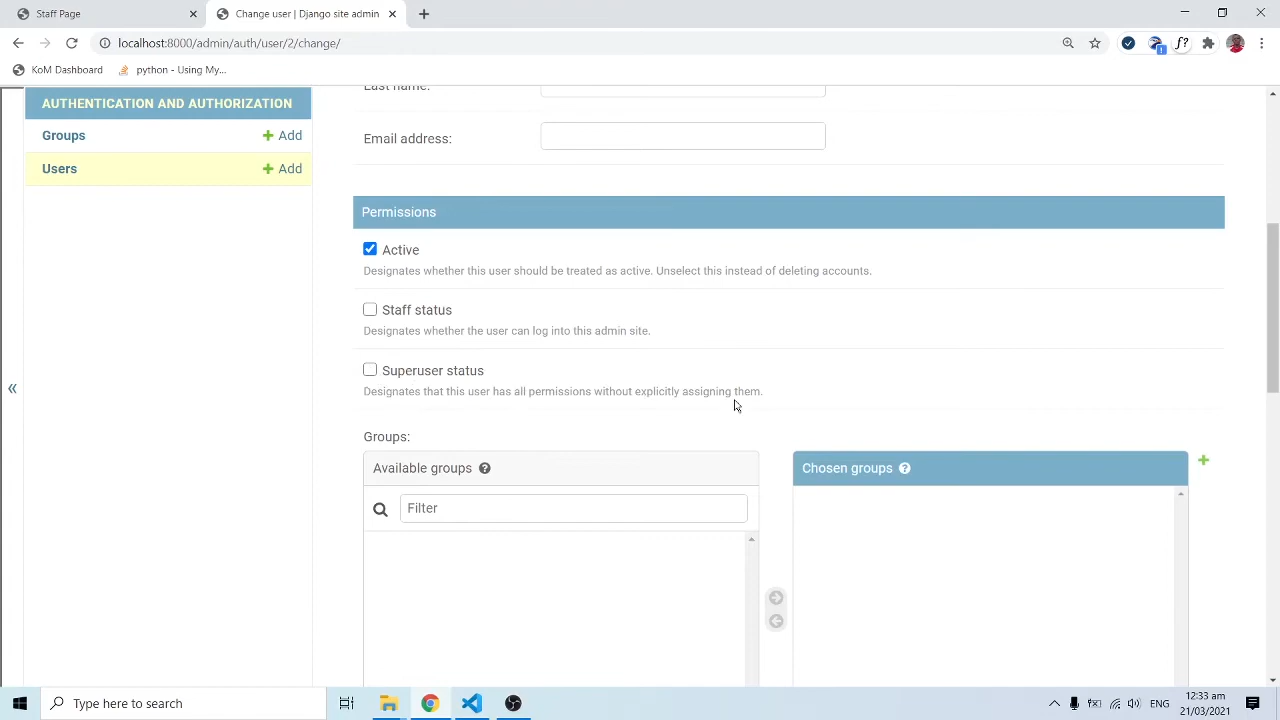 Staff Page
Change user | Django site admin
localhost:8000/admin/auth/user/2/change/
f?
KoM Dashboard
python - Using My...
AUTHENTICATION AND AUTHORIZATION
Last name:
Groups
Add
Email address:
Users
Add
Permissions
Active
Designates whether this user should be treated as active. Unselect this instead of deleting accounts.
Staff status
Designates whether the user can log into this admin site.
Superuser status
Designates that this user has all permissions without explicitly assigning them.
«
Groups:
Available groups ?
Chosen groups ?
Filter
Type here to search
ENG
12:33 am
21/03/2021